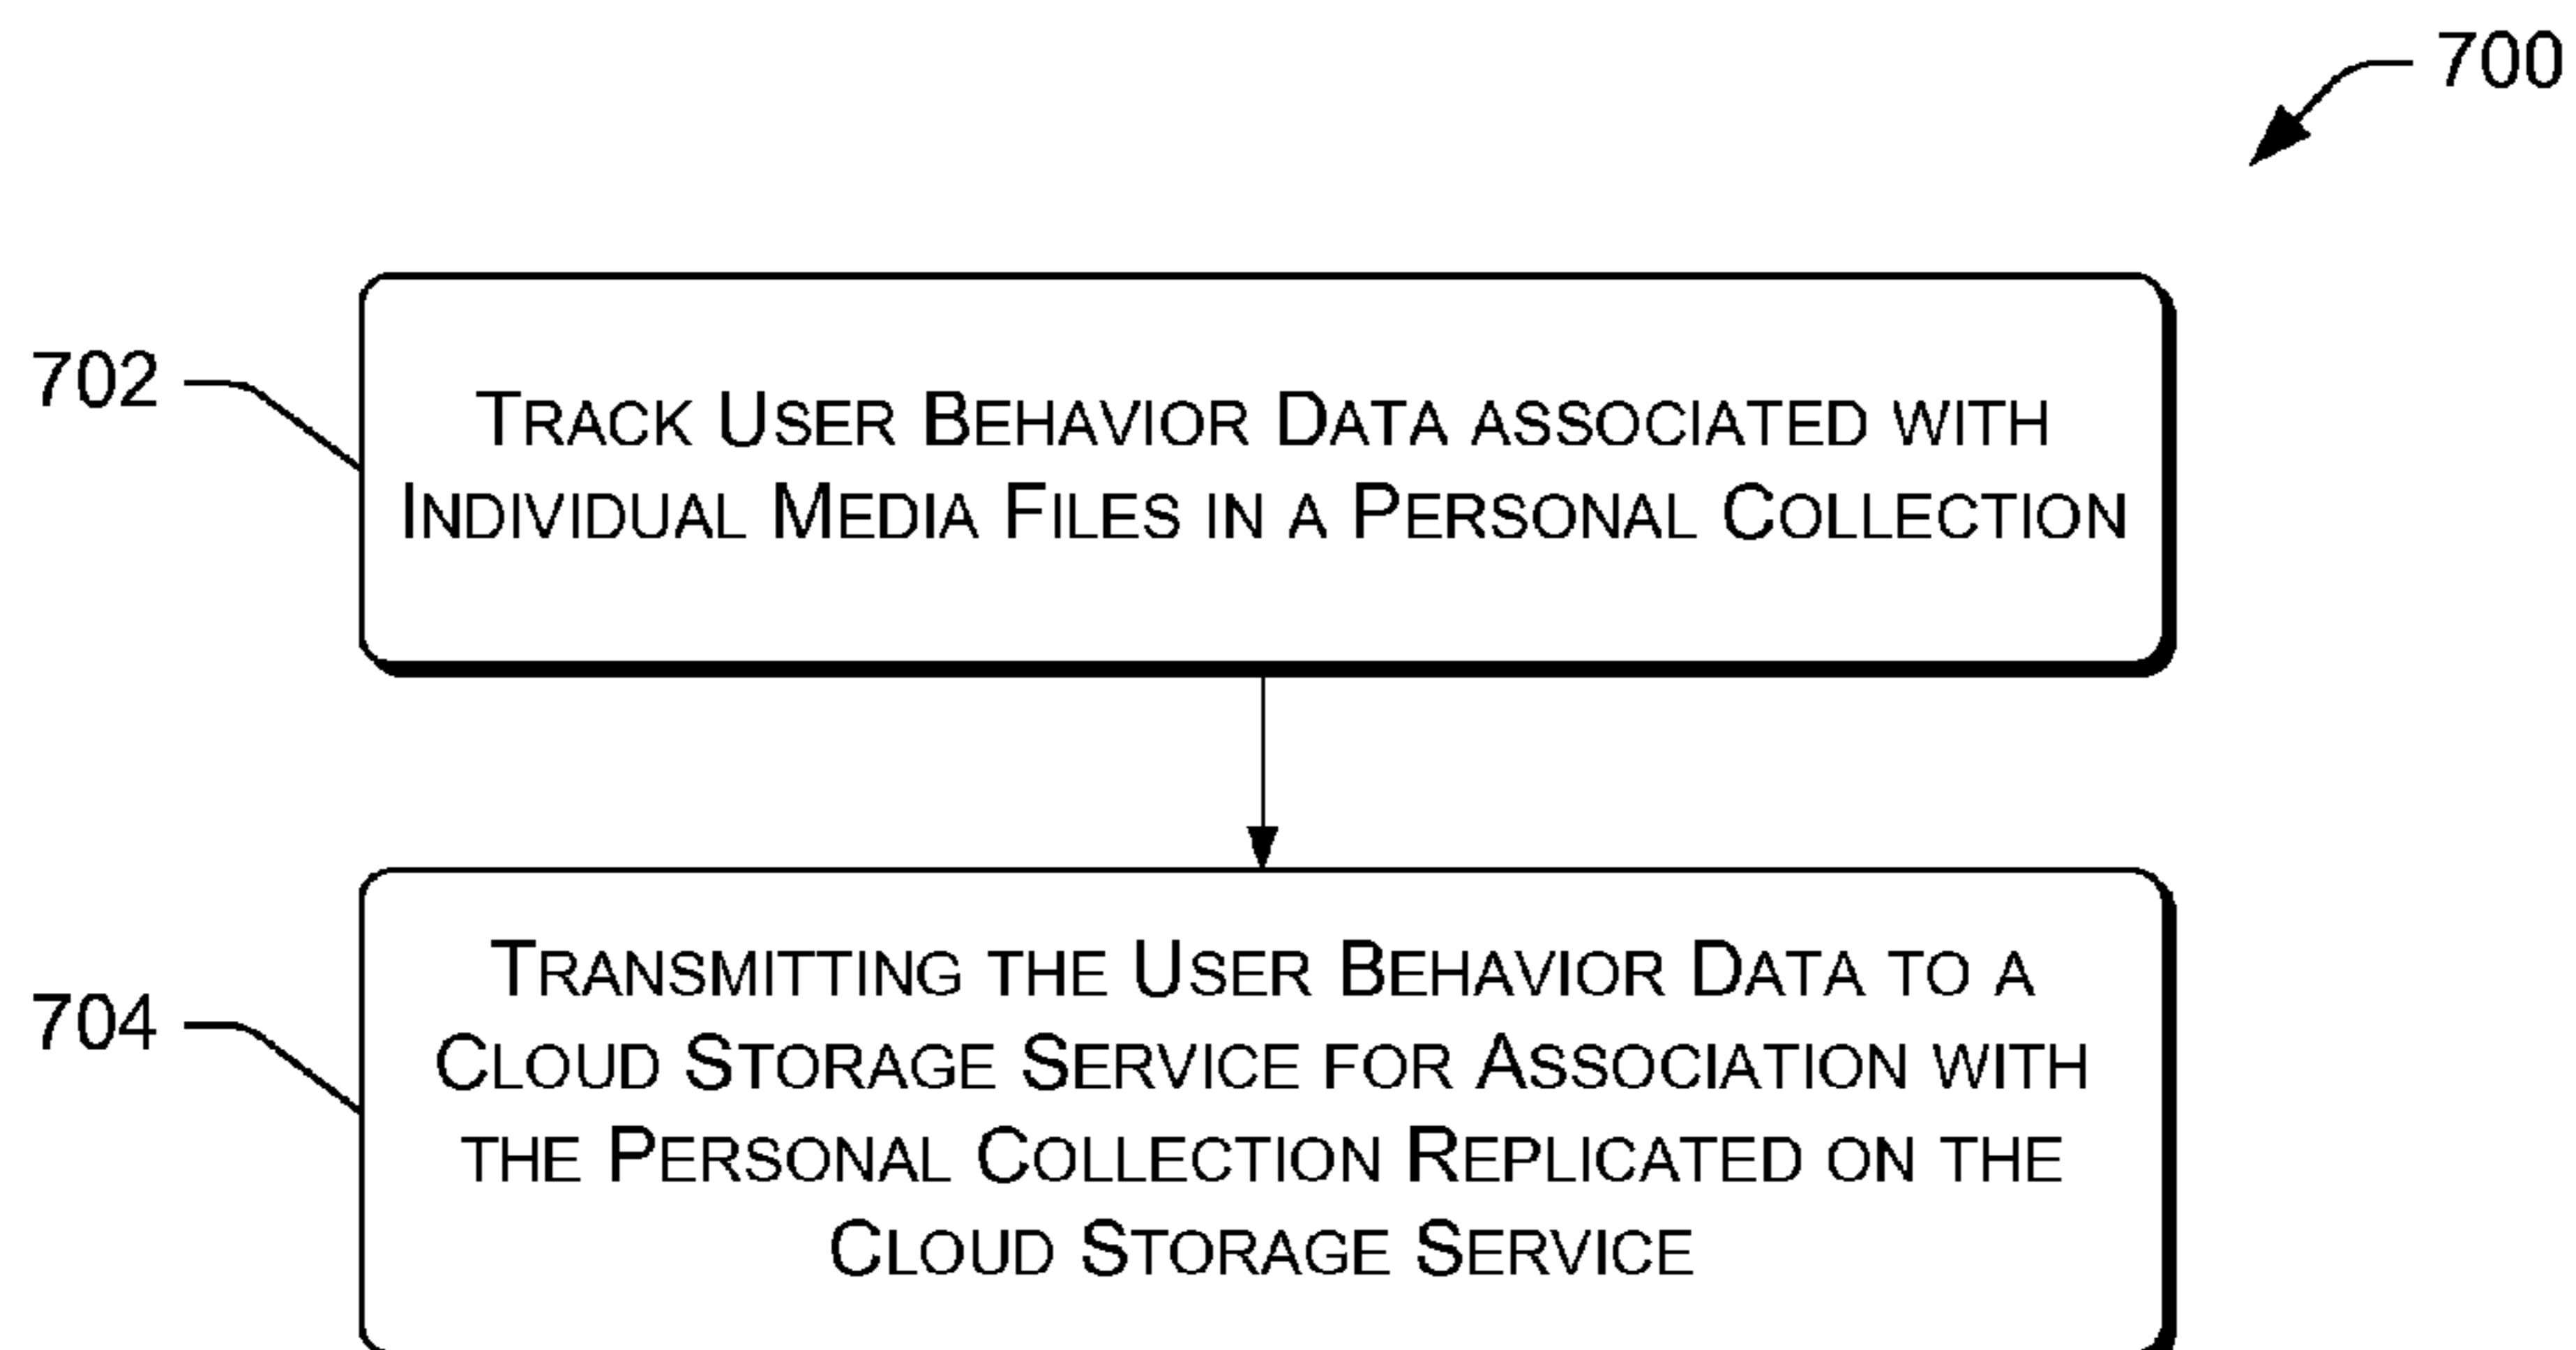 700
702
TRACK USER BEHAVIOR DATA ASSOCIATED WITH
INDIVIDUAL MEDIA FILES IN A PERSONAL COLLECTION
704
TRANSMITTING THE USER BEHAVIOR DATA TO A
CLOUD STORAGE SERVICE FOR ASSOCIATION WITH
THE PERSONAL COLLECTION REPLICATED ON THE
CLOUD STORAGE SERVICE